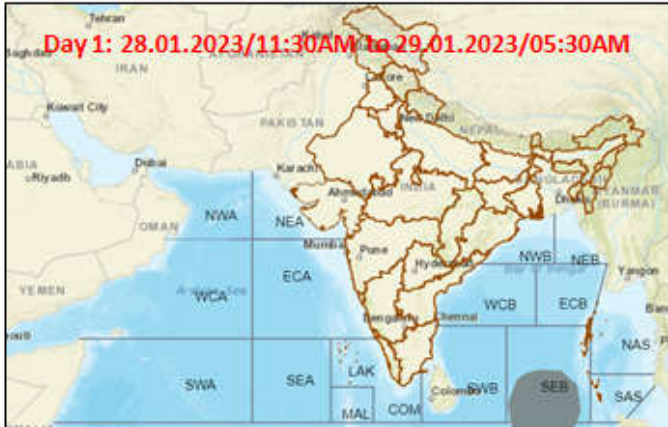 Tehran
Day 1: 28.01.2023/11:30AM to 29.01.2023/05:30AM
Baghdad
IRAN
AFGHANISTAN
Lahore
Kuwait City
PAKISTAN
New Delhi
NEPAL
Riyadh
Dubai
Karachi
Ahmedabad
INDIA
BANGLADESH
Dhaka
MYANMAR
(BURMA)
OMAN
NWA
NEA
Mumbai
Pune
Hyderabad
NWB
NEB
Bay of Bengal
Yangon
YEMEN
Arabian Sea
WCA
ECA
WCB
ECB
Bengaluru
Chennai
NAS
SWA
SEA
LAK
MAL
COM
Colombo
SWB
SEB
SAS